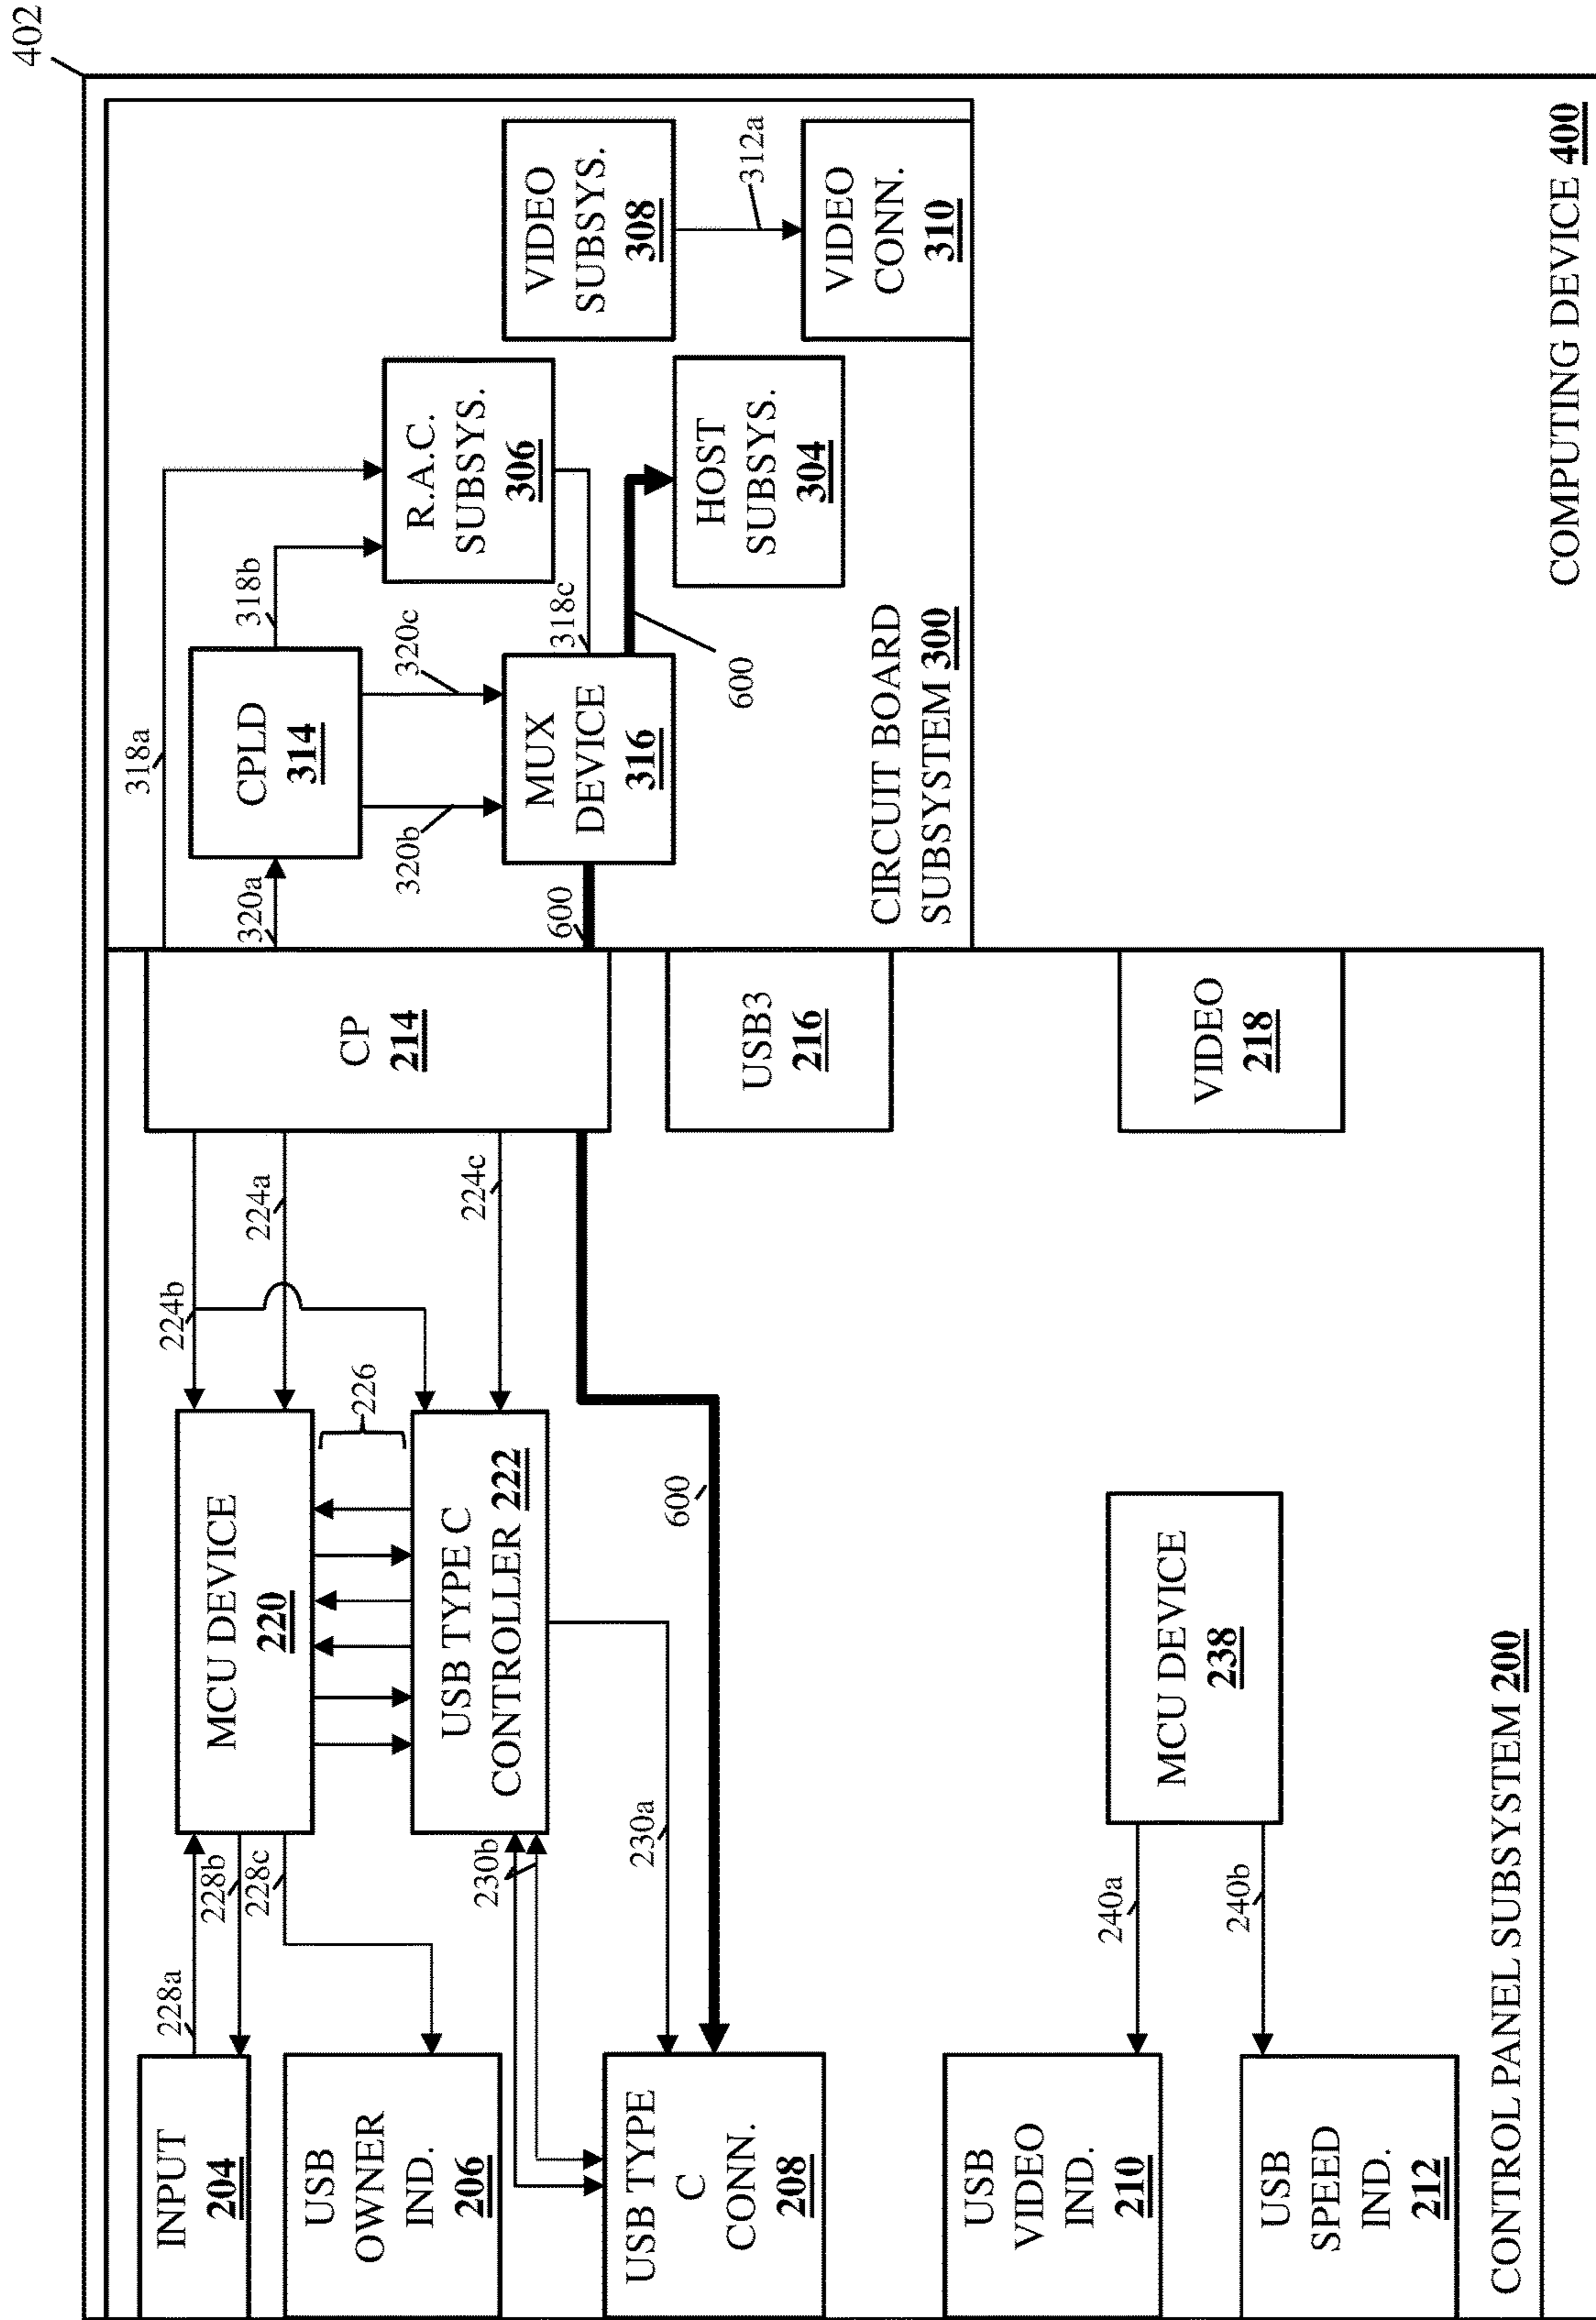 402
INPUT
204
USB
OWNER
IND.
206
USB TYPE
C
CONN.
208
USB
VIDEO
IND.
210
USB
SPEED
IND.
212
228a
228b
228c
230b
230a
240a
240b
MCU DEVICE
220
226
USB TYPE C
CONTROLLER 222
MCU DEVICE
238
600
224b
224a
224c
CP
214
USB3
216
VIDEO
218
CONTROL PANEL SUBSYSTEM 200
318a
320a
CPLD
314
318b
320b
320c
600
MUX
DEVICE
316
318c
600
R.A.C.
SUBSYS.
306
HOST
SUBSYS.
304
VIDEO
SUBSYS.
308
312a
VIDEO
CONN.
310
CIRCUIT BOARD
SUBSYSTEM 300
COMPUTING DEVICE 400